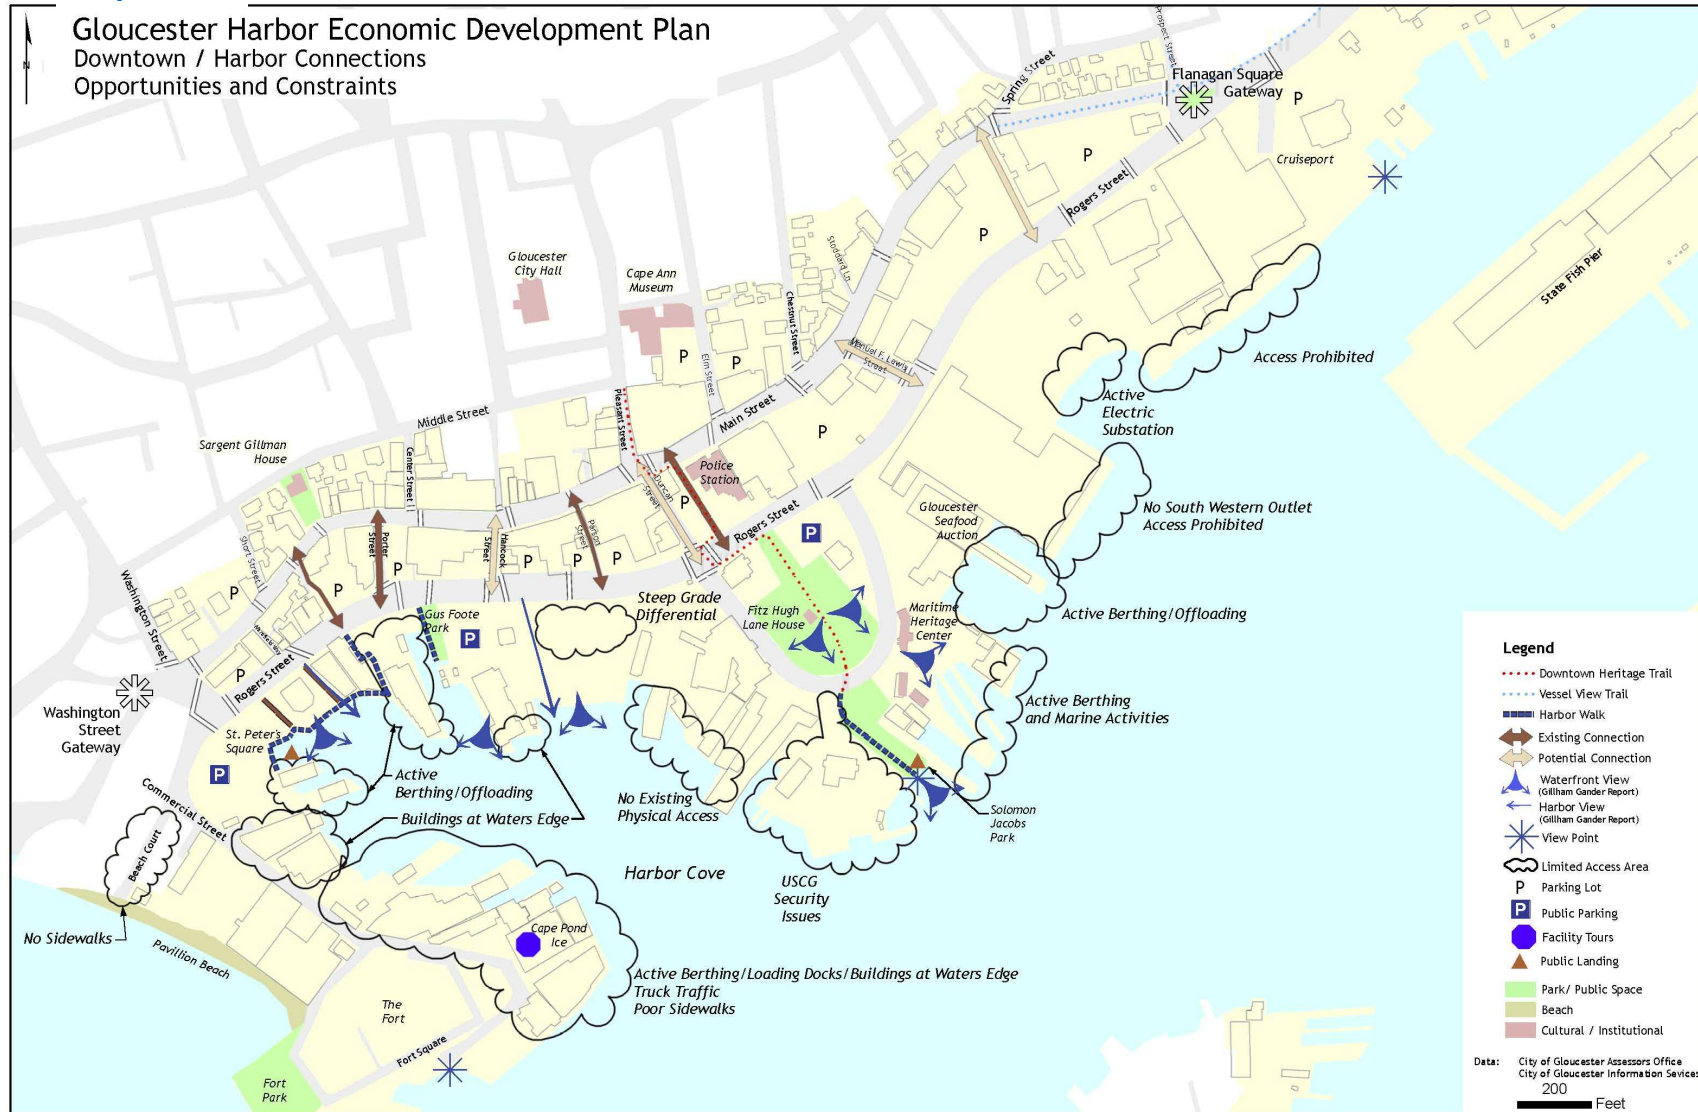 Gloucester Harbor Economic Development Plan
Downtown / Harbor Connections
Opportunities and Constraints
N
Prospect Street
Spring Street
Flanagan Square
Gateway
P
Cruiseport
P
Rogers Street
P
State Fish Pier
Stoddard Ln
Gloucester
City Hall
Cape Ann
Museum
Chestnut Street
Manuel F. Lewis
Street
Access Prohibited
P
P
Elm Street
Active
Electric
Substation
Pleasant Street
Main Street
Middle Street
P
Sargent Gillman
House
Center Street
Police
Station
Duncan
Street
P
Rogers Street
P
Gloucester
Seafood
Auction
No South Western Outlet
Access Prohibited
Short Street
Porter
Street
Hancock
Street
Parson
Street
P
P
P
P
P
P
Washington Street
Steep Grade
Differential
Fitz Hugh
Lane House
Maritime
Heritage
Center
Active Berthing/Offloading
Gus Foote
Park
P
P
Rogers Street
Washington
Street
Gateway
St. Peter's
Square
P
Active Berthing
and Marine Activities
Active
Berthing/Offloading
No Existing
Physical Access
Buildings at Waters Edge
Commercial Street
Beach Court
Solomon
Jacobs
Park
Harbor Cove
USCG
Security
Issues
No Sidewalks
Pavillion Beach
Cape Pond
Ice
Active Berthing/Loading Docks/Buildings at Waters Edge
Truck Traffic
Poor Sidewalks
The
Fort
Fort Square
Fort
Park
Legend
Downtown Heritage Trail
Vessel View Trail
Harbor Walk
Existing Connection
Potential Connection
Waterfront View
(Gillham Gander Report)
Harbor View
(Gillham Gander Report)
View Point
Limited Access Area
P Parking Lot
P Public Parking
Facility Tours
Public Landing
Park/ Public Space
Beach
Cultural / Institutional
Data: City of Gloucester Assessors Office
City of Gloucester Information Sevices
200
Feet